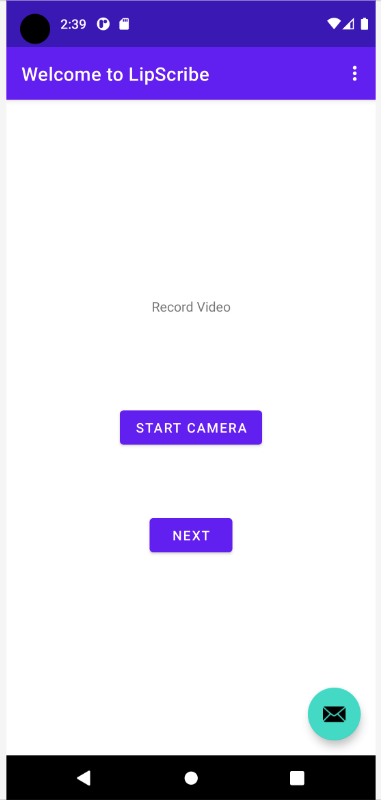 2:39
Welcome to LipScribe
Record Video
START CAMERA
NEXT